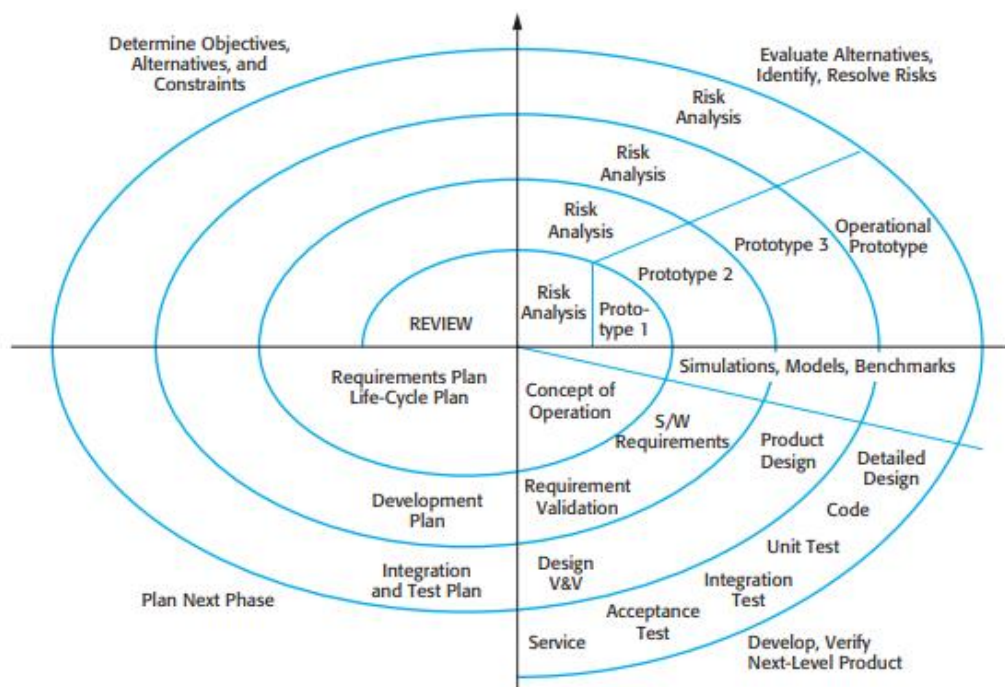 Determine Objectives,
Alternatives, and
Constraints
Evaluate Alternatives,
Identify, Resolve Risks
Risk
Analysis
Risk
Analysis
Risk
Analysis
Operational
Prototype
Prototype 3
Prototype 2
Risk
Analysis
Proto-
type 1
REVIEW
Simulations, Models, Benchmarks
Requirements Plan
Life-Cycle Plan
Concept of
Operation
S/W
Requirements
Product
Design
Detailed
Design
Development
Plan
Requirement
Validation
Code
Unit Test
Integration
and Test Plan
Design
V&V
Integration
Test
Acceptance
Test
Service
Plan Next Phase
Develop, Verify
Next-Level Product